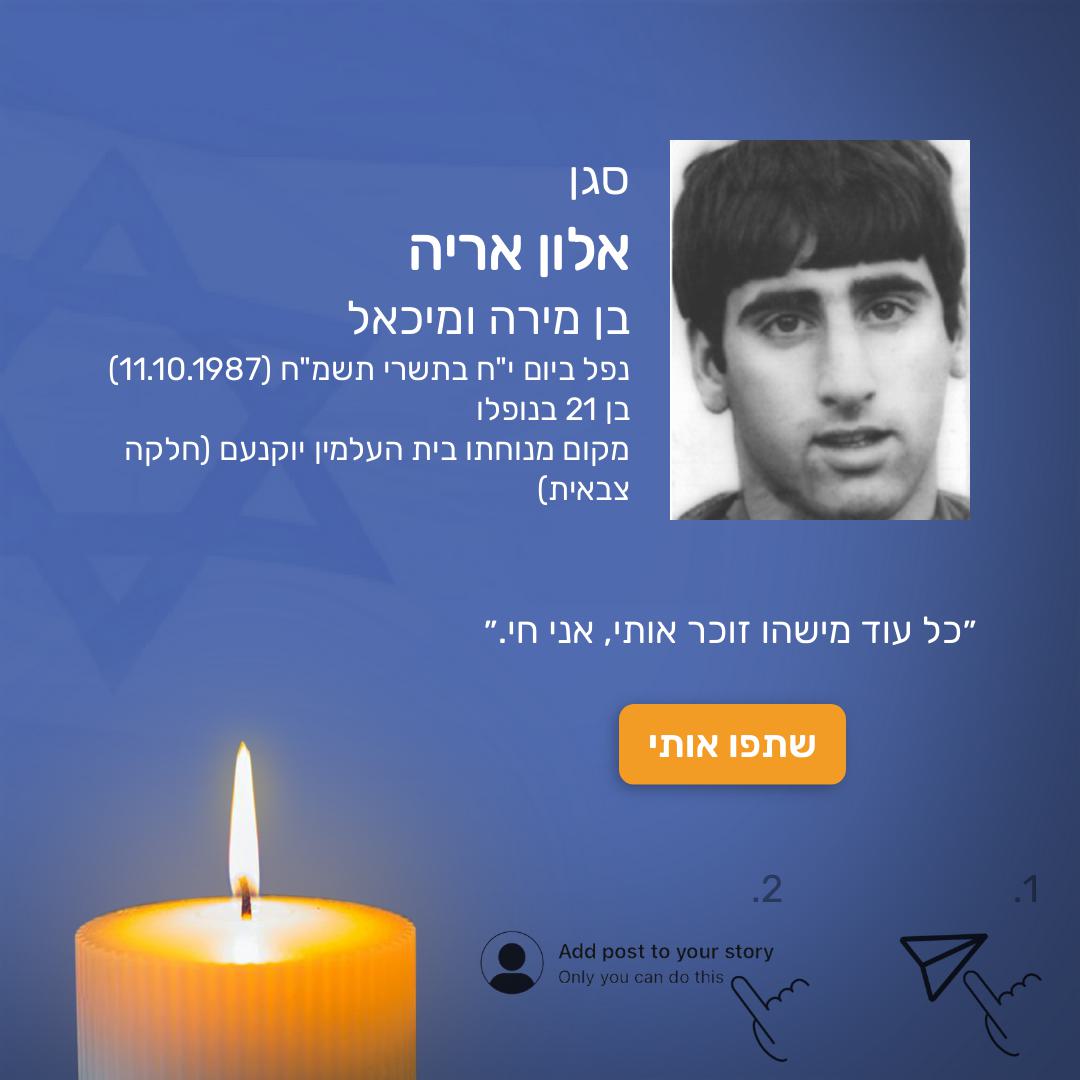 סגן
אלון אריה
בן מירה ומיכאל
נפל ביום י"ח בתשרי תשמ"ח (11.10.1987)
בן 21 בנופלו
מקום מנוחתו בית העלמין יוקנעם (חלקה
צבאית)
״כל עוד מישהו זוכר אותי, אני חי.״
שתפו אותי
1.
2.
Add post to your story
Only you can do this